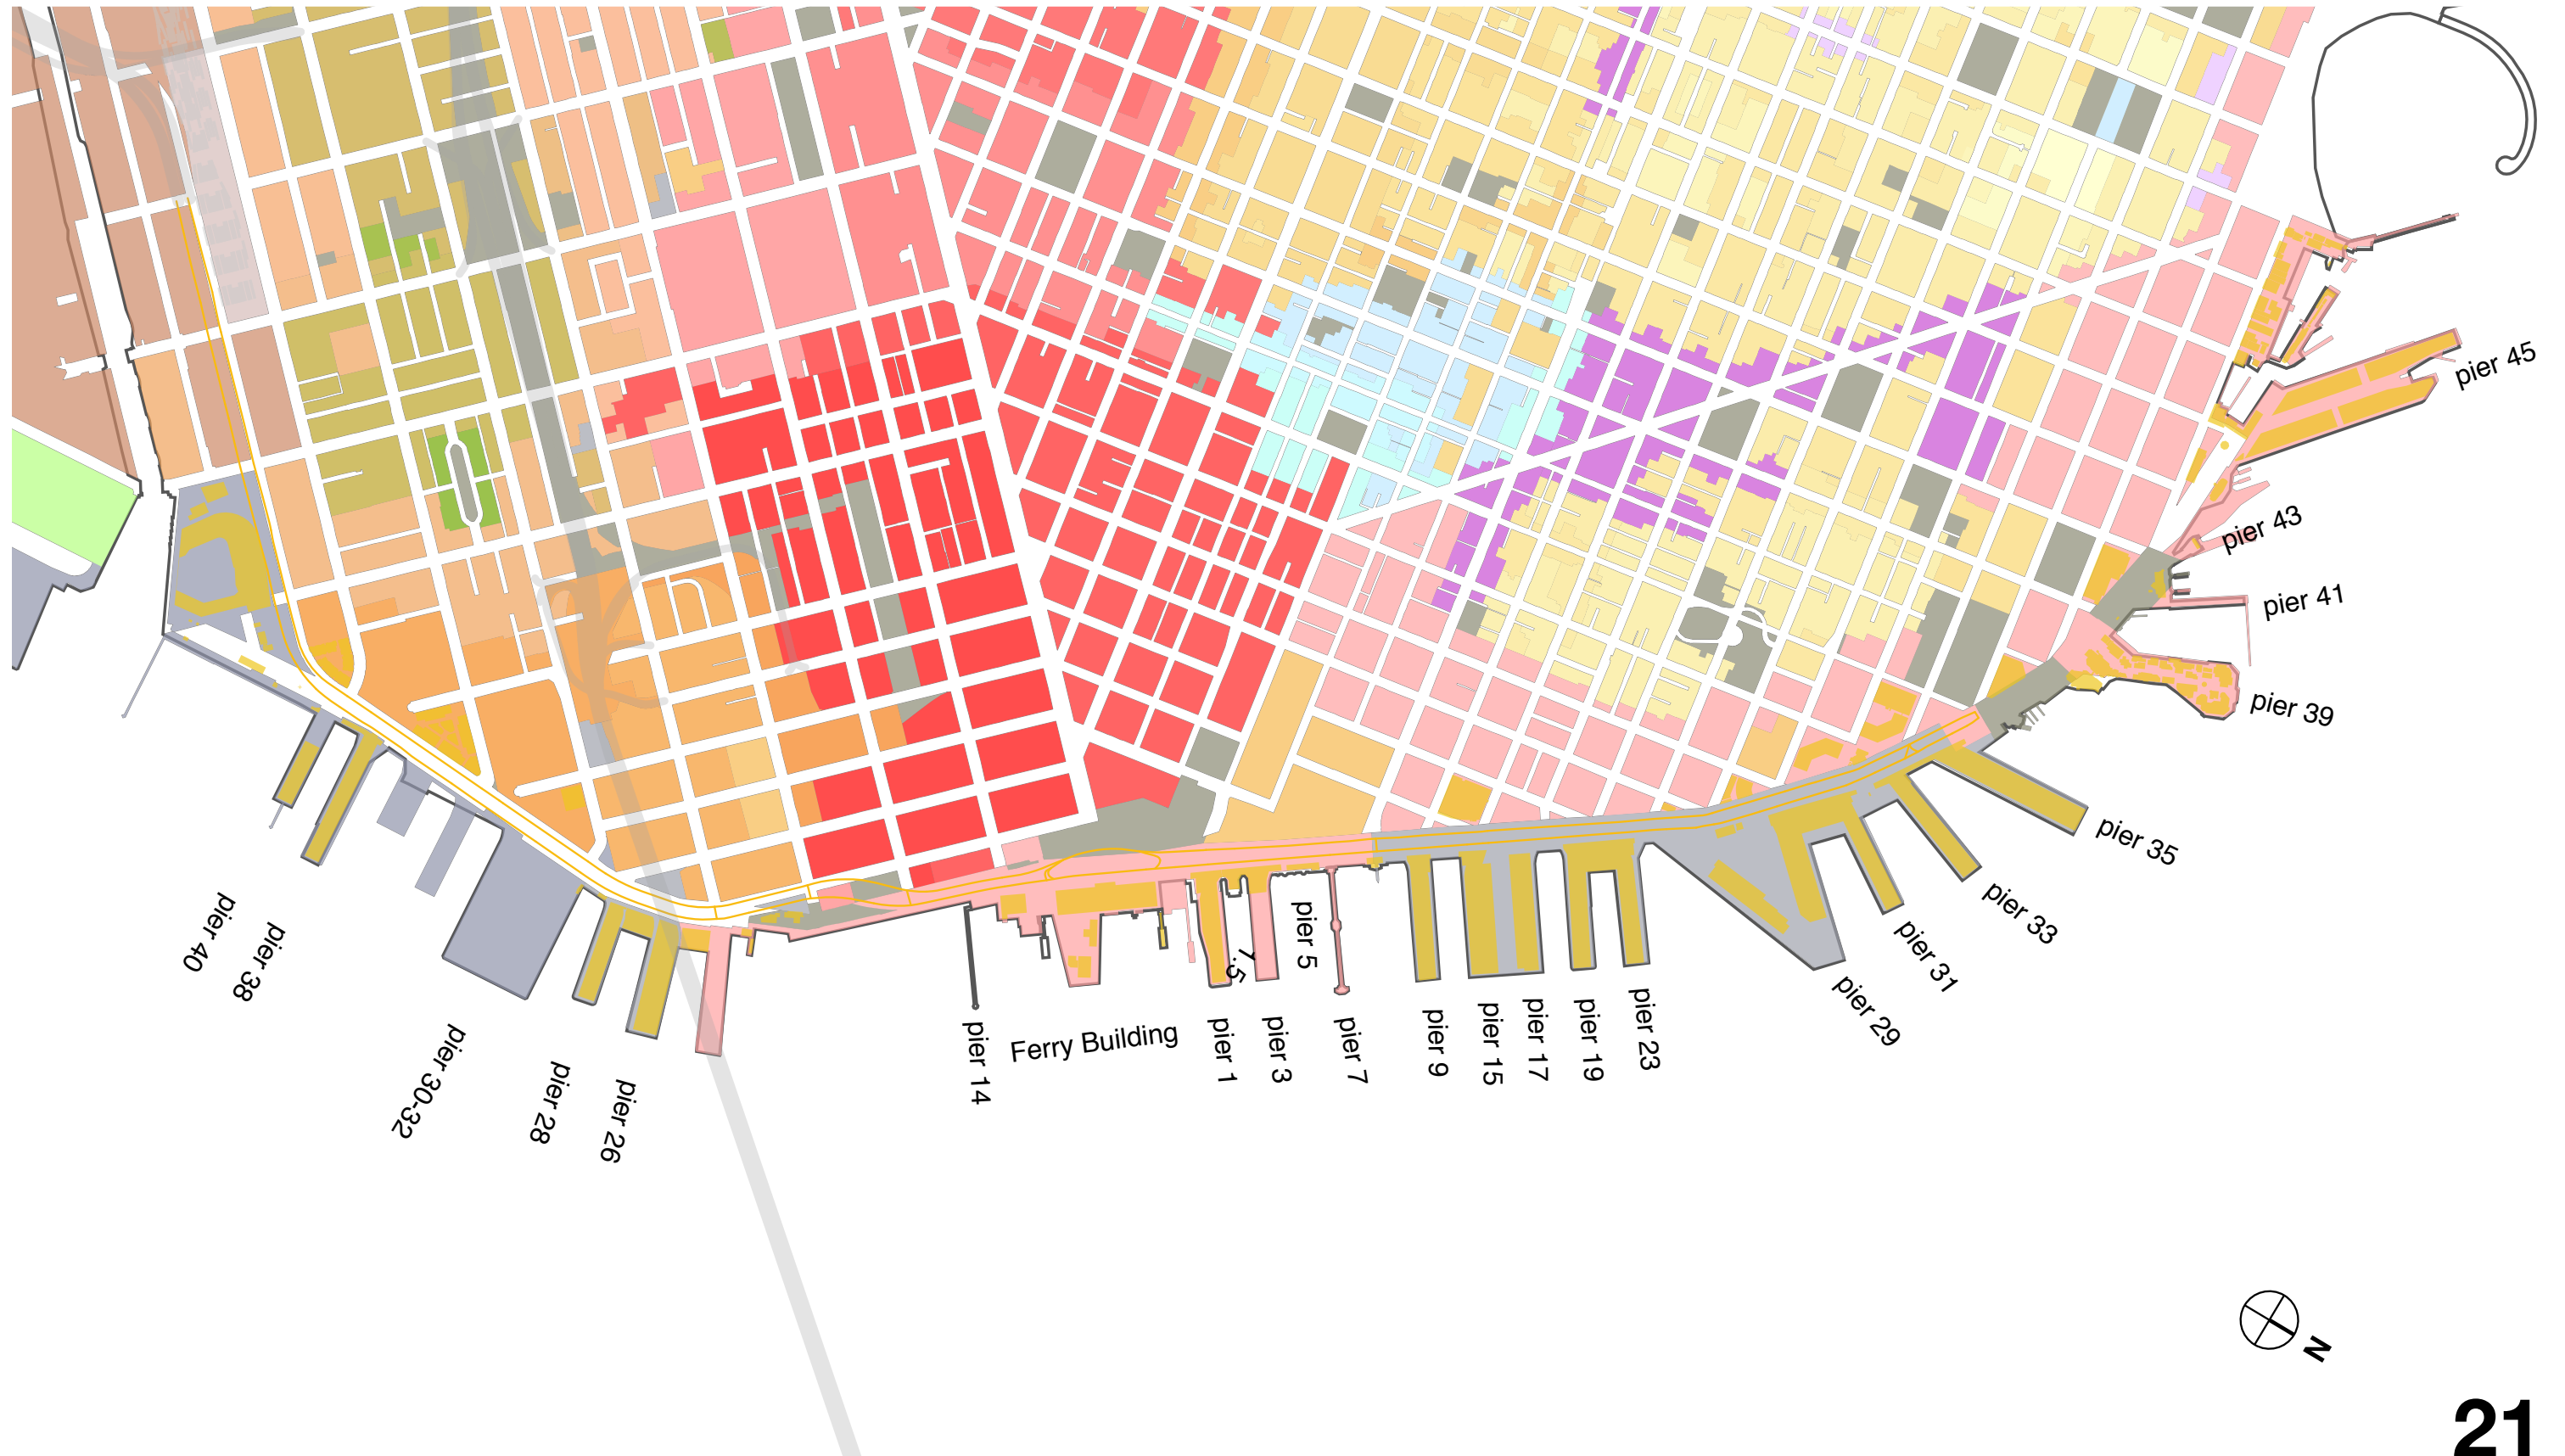 pier 45
pier 43
pier 41
pier 39
pier 35
pier 33
pier 31
pier 29
pier 23
pier 19
pier 17
pier 15
pier 9
pier 7
pier 5
pier 3
1.5
pier 1
Ferry Building
pier 14
pier 26
pier 28
pier 30-32
pier 38
pier 40
N
21